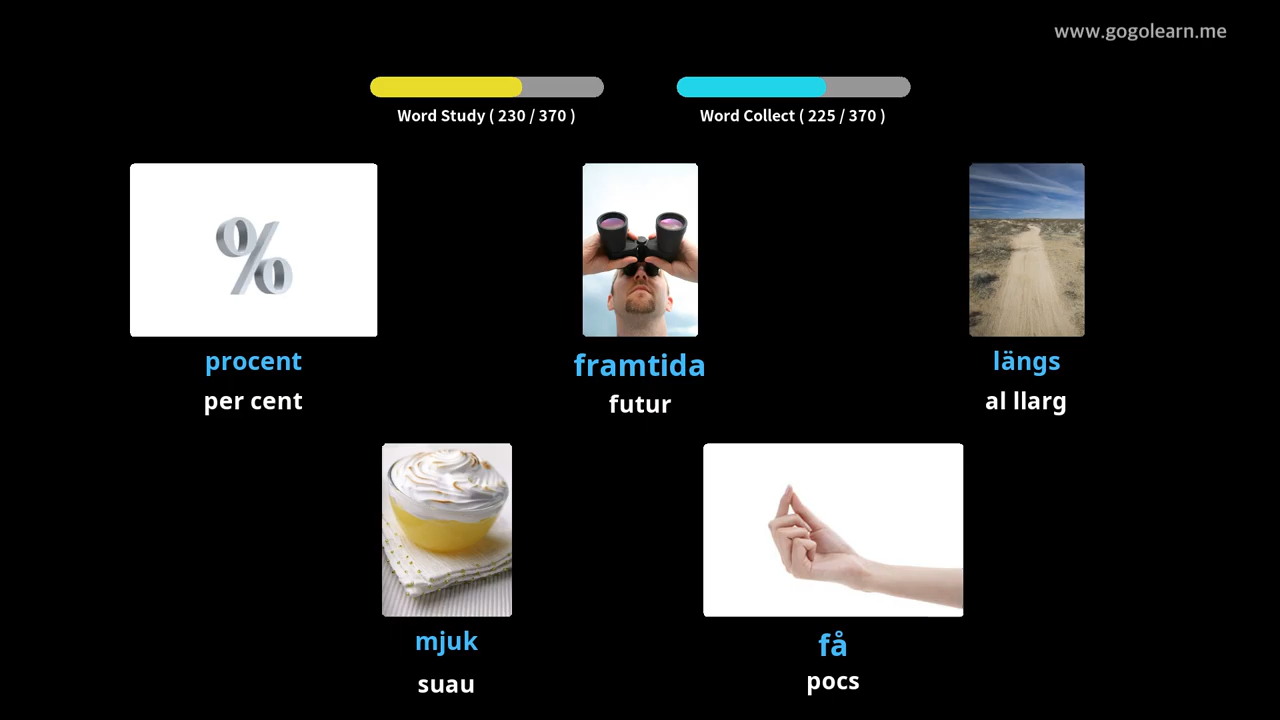 www.gogolearn.me
Word Study ( 230 / 370 )
Word Collect ( 225 / 370 )
%
procent
framtida
längs
per cent
futur
al llarg
mjuk
få
suau
pocs